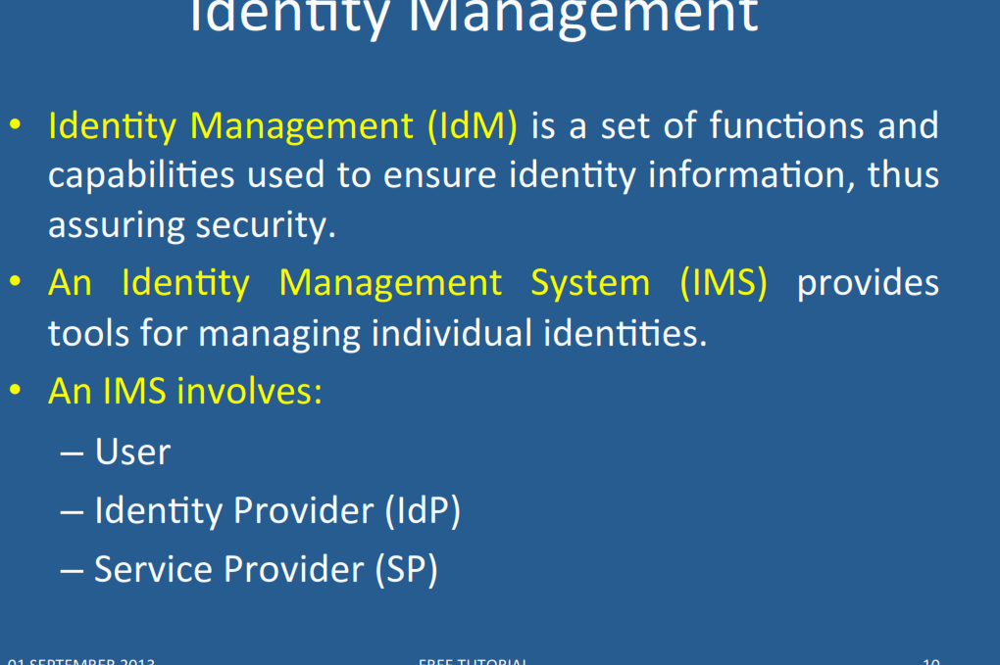 Identity Management
• Identity Management (IdM) is a set of functions and
capabilities used to ensure identity information, thus
assuring security.
• An Identity Management System (IMS) provides
tools for managing individual identities.
• An IMS involves:
– User
– Identity Provider (IdP)
– Service Provider (SP)
01 SEPTEMBER 2013 FREE TUTORIAL 10